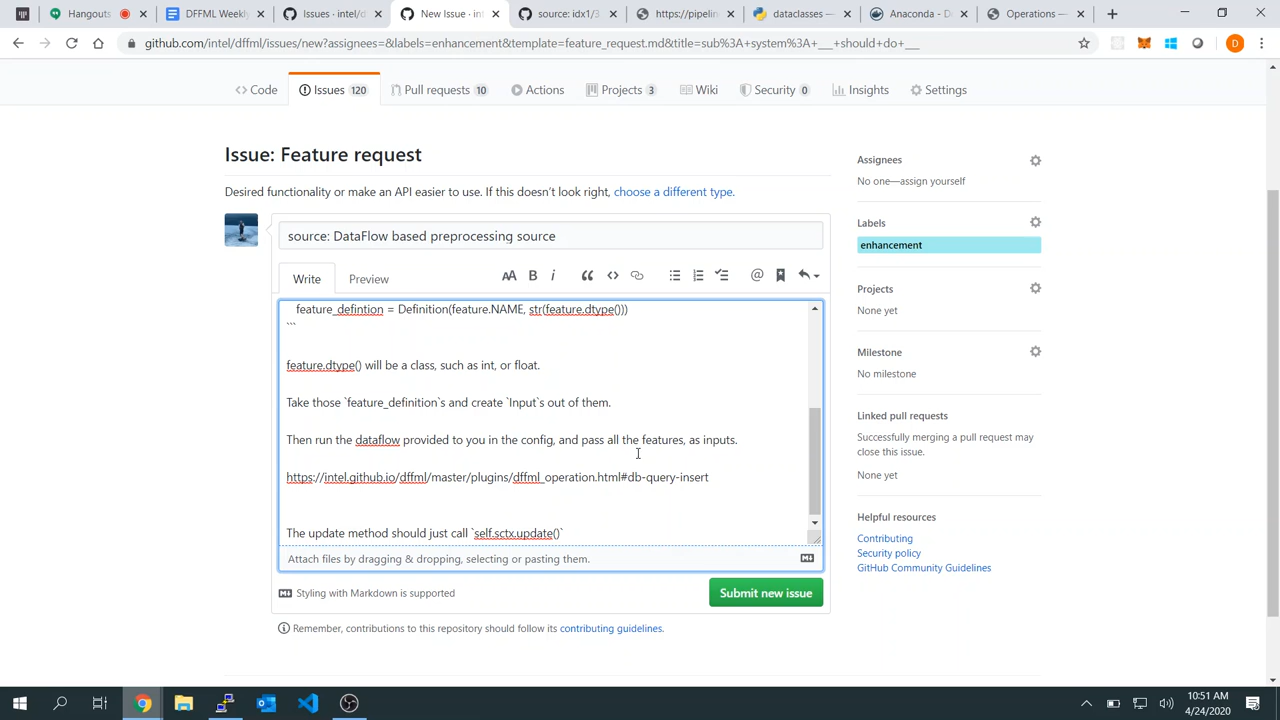 Hangouts
DFFML Weekly
Issues · intel/d
New Issue · int
source: idx1/3
https://pipelin
dataclasses —
Anaconda - D
Operations —
github.com/intel/dffml/issues/new?assignees=&labels=enhancement&template=feature_request.md&title=sub%3A+system%3A+___+should+do+___
D
Code
Issues 120
Pull requests 10
Actions
Projects 3
Wiki
Security 0
Insights
Settings
Issue: Feature request
Desired functionality or make an API easier to use. If this doesn’t look right, choose a different type.
source: DataFlow based preprocessing source
Write
Preview
AA B i
feature_defintion = Definition(feature.NAME, str(feature.dtype()))
```
feature.dtype() will be a class, such as int, or float.
Take those `feature_definition`s and create `Input`s out of them.
Then run the dataflow provided to you in the config, and pass all the features, as inputs.
https://intel.github.io/dffml/master/plugins/dffml_operation.html#db-query-insert
The update method should just call `self.sctx.update()`
Attach files by dragging & dropping, selecting or pasting them.
Styling with Markdown is supported
Submit new issue
Remember, contributions to this repository should follow its contributing guidelines.
Assignees
No one—assign yourself
Labels
enhancement
Projects
None yet
Milestone
No milestone
Linked pull requests
Successfully merging a pull request may
close this issue.
None yet
Helpful resources
Contributing
Security policy
GitHub Community Guidelines
10:51 AM
4/24/2020